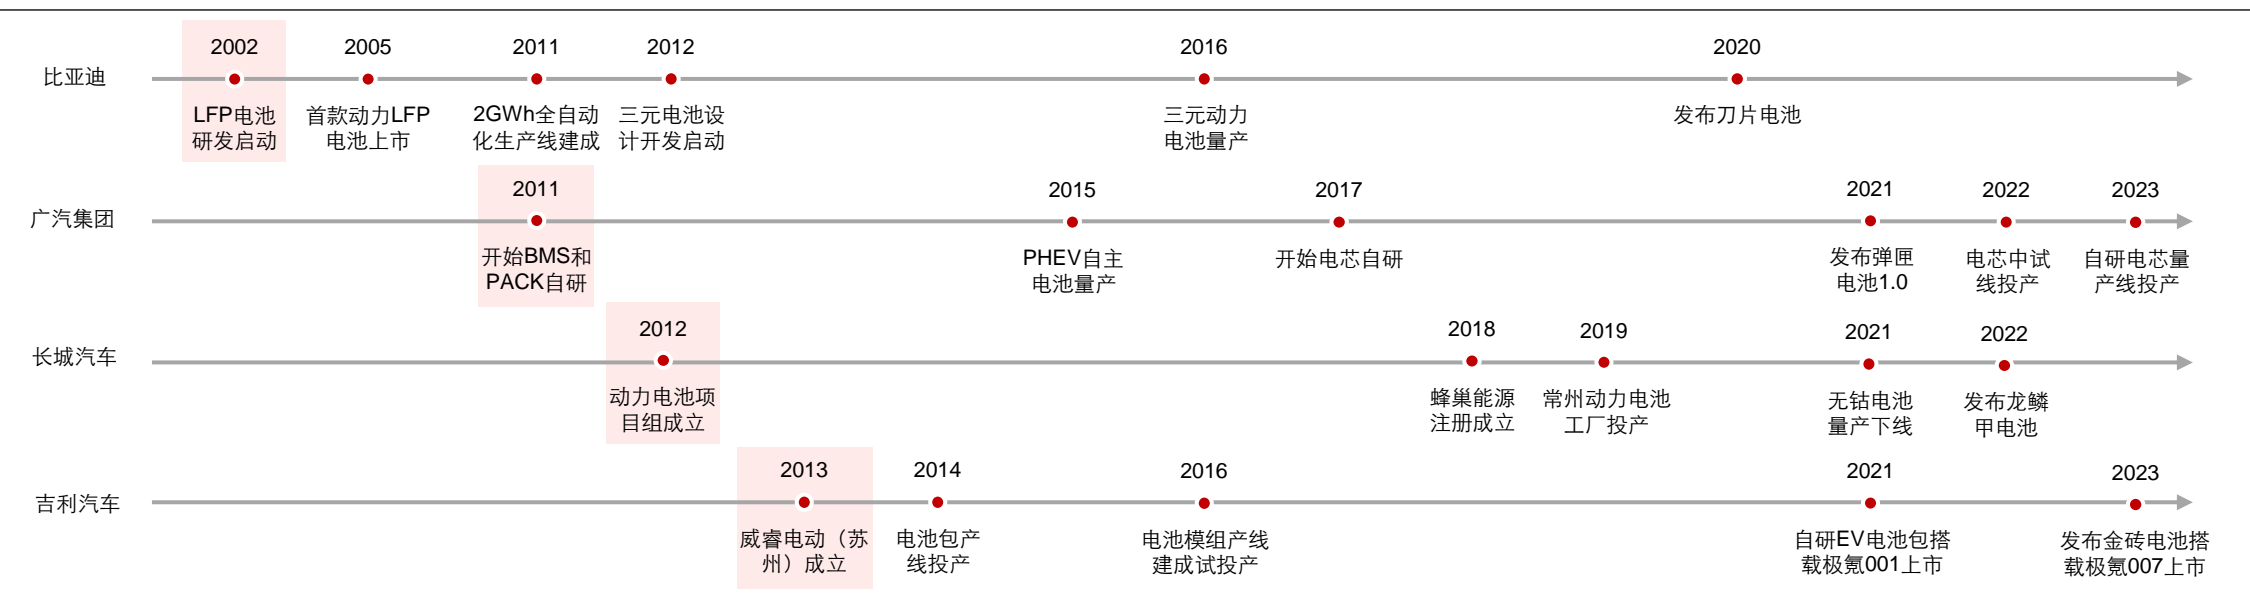 2002 2005 2011 2012 2016 2020
比亚迪
LFP电池 首款动力LFP 2GWh全自动 三元电池设 三元动力 发布刀片电池
研发启动 电池上市 化生产线建成 计开发启动 电池量产
2011 2015 2017 2021 2022 2023
广汽集团
开始BMS和 PHEV自主 开始电芯自研 发布弹匣 电芯中试 自研电芯量
PACK自研 电池量产 电池1.0 线投产 产线投产
2012 2018 2019 2021 2022
长城汽车
动力电池项 蜂巢能源 常州动力电池 无钴电池 发布龙鳞
目组成立 注册成立 工厂投产 量产下线 甲电池
2013 2014 2016 2021 2023
吉利汽车
威睿电动（苏 电池包产 电池模组产线 自研EV电池包搭 发布金砖电池搭
州）成立 线投产 建成试投产 载极氪001上市 载极氪007上市